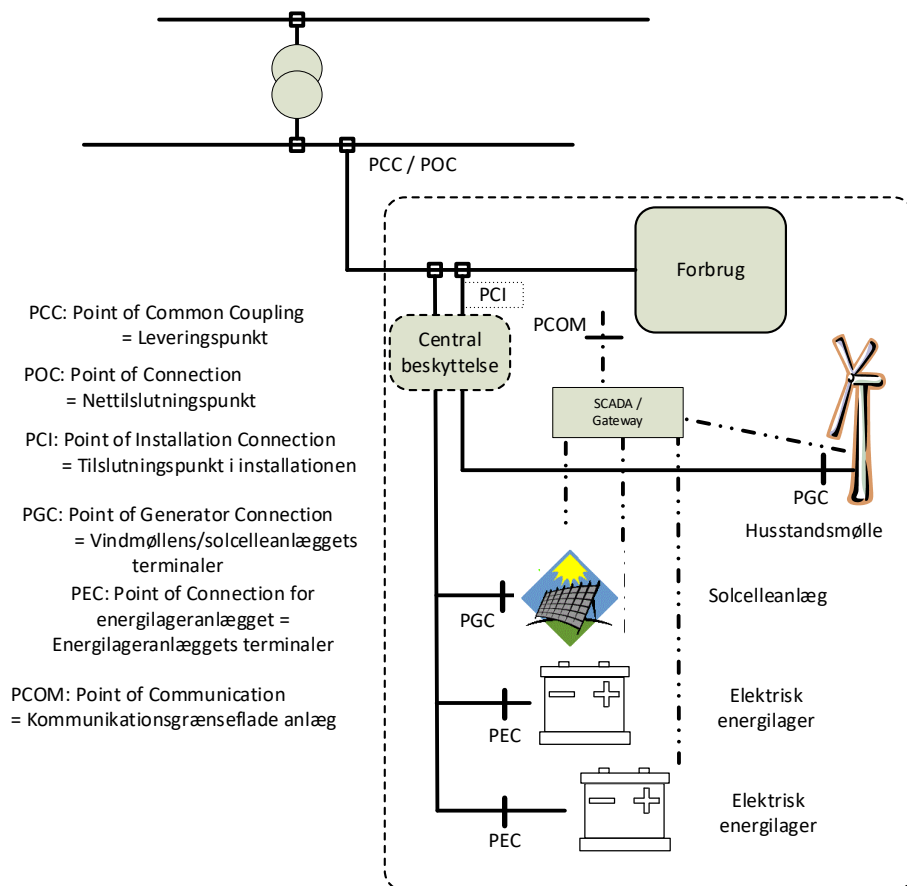 PCC / POC
Forbrug
PCI
Central
beskyttelse
PCOM
SCADA /
Gateway
PCC: Point of Common Coupling
= Leveringspunkt
POC: Point of Connection
= Nettilslutningspunkt
PCI: Point of Installation Connection
= Tilslutningspunkt i installationen
PGC: Point of Generator Connection
= Vindmøllens/solcelleanlæggets
terminaler
PEC: Point of Connection for
energilageranlægget =
Energilageranlæggets terminaler
PCOM: Point of Communication
= Kommunikationsgrænseflade anlæg
PGC
Husstandsmølle
PGC
Solcelleanlæg
PEC
Elektrisk
energilager
PEC
Elektrisk
energilager